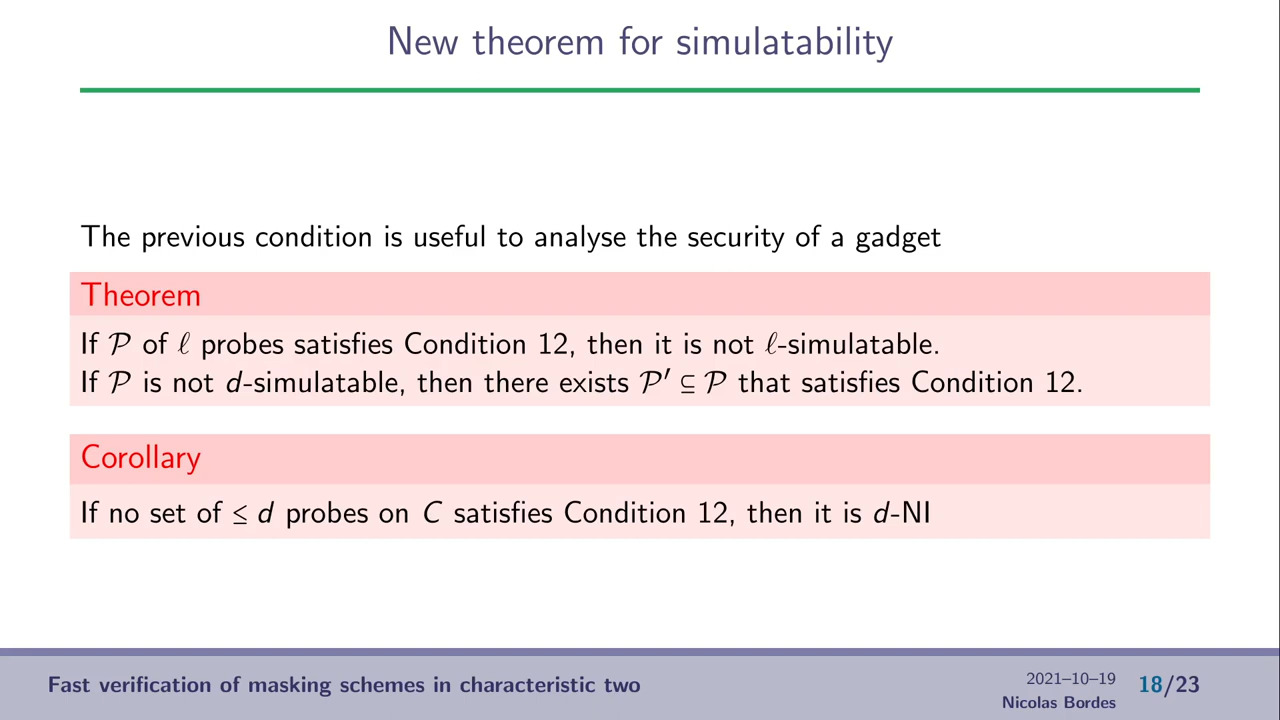 New theorem for simulatability
The previous condition is useful to analyse the security of a gadget
Theorem
If 𝒫 of ℓ probes satisfies Condition 12, then it is not ℓ-simulatable.
If 𝒫 is not d-simulatable, then there exists 𝒫′ ⊆ 𝒫 that satisfies Condition 12.
Corollary
If no set of ≤ d probes on C satisfies Condition 12, then it is d-NI
Fast verification of masking schemes in characteristic two
2021–10–19
Nicolas Bordes
18/23